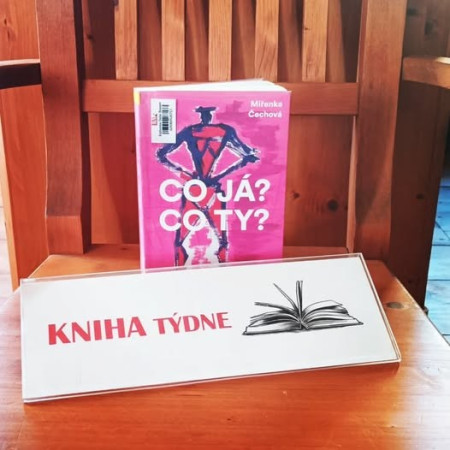 Miřenka
Čechová
CO JÁ?
CO TY?
KNIHA TÝDNE